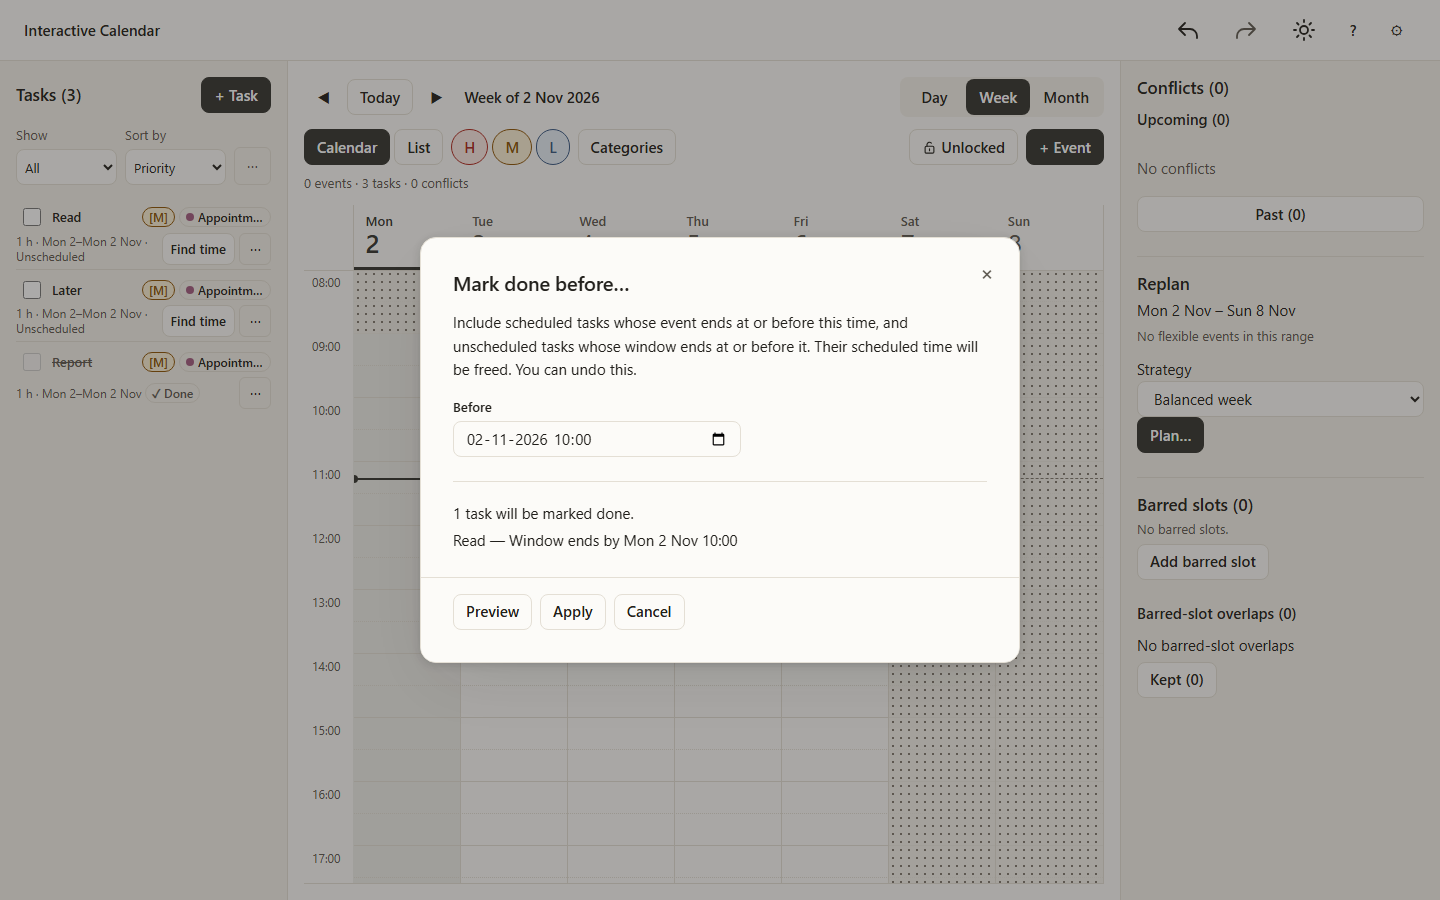 Interactive Calendar
?
Tasks (3)
+ Task
Show
Sort by
All
Priority
...
Read
[M]
Appointm...
1 h · Mon 2–Mon 2 Nov ·
Unscheduled
Find time
...
Later
[M]
Appointm...
1 h · Mon 2–Mon 2 Nov ·
Unscheduled
Find time
...
Report
[M]
Appointm...
1 h · Mon 2–Mon 2 Nov
✓ Done
...
◀
Today
▶
Week of 2 Nov 2026
Day
Week
Month
Calendar
List
H
M
L
Categories
Unlocked
+ Event
0 events · 3 tasks · 0 conflicts
Mon
2
Tue
Wed
Thu
Fri
Sat
Sun
08:00
09:00
10:00
11:00
12:00
13:00
14:00
15:00
16:00
17:00
Mark done before...
×
Include scheduled tasks whose event ends at or before this time, and
unscheduled tasks whose window ends at or before it. Their scheduled time will
be freed. You can undo this.
Before
02-11-2026 10:00
1 task will be marked done.
Read — Window ends by Mon 2 Nov 10:00
Preview
Apply
Cancel
Conflicts (0)
Upcoming (0)
No conflicts
Past (0)
Replan
Mon 2 Nov – Sun 8 Nov
No flexible events in this range
Strategy
Balanced week
Plan...
Barred slots (0)
No barred slots.
Add barred slot
Barred-slot overlaps (0)
No barred-slot overlaps
Kept (0)